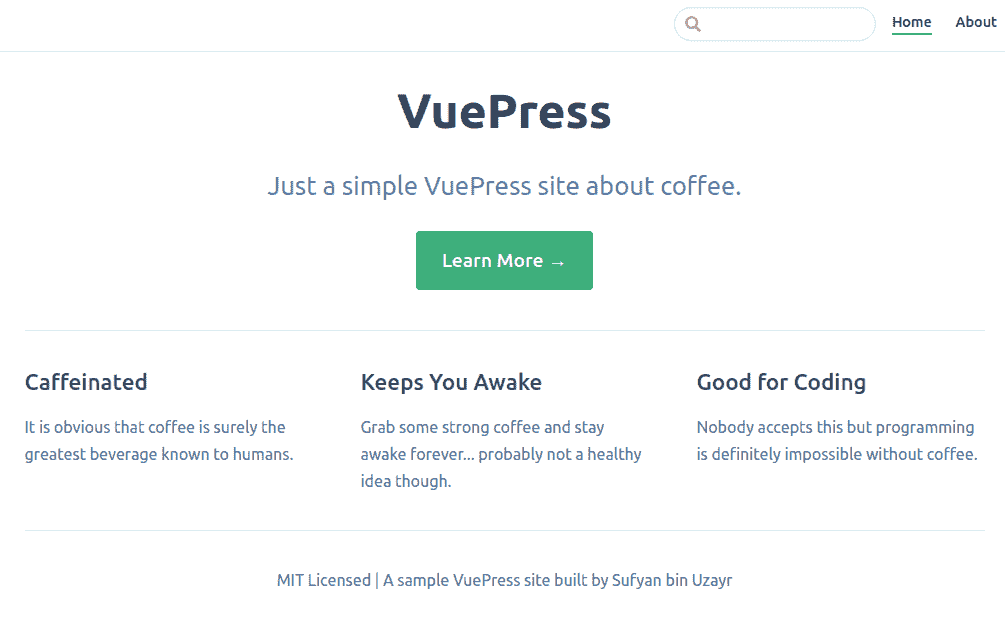 Home About
VuePress
Just a simple VuePress site about coffee.
Learn More →
Caffeinated
It is obvious that coffee is surely the
greatest beverage known to humans.
Keeps You Awake
Grab some strong coffee and stay
awake forever... probably not a healthy
idea though.
Good for Coding
Nobody accepts this but programming
is definitely impossible without coffee.
MIT Licensed | A sample VuePress site built by Sufyan bin Uzayr